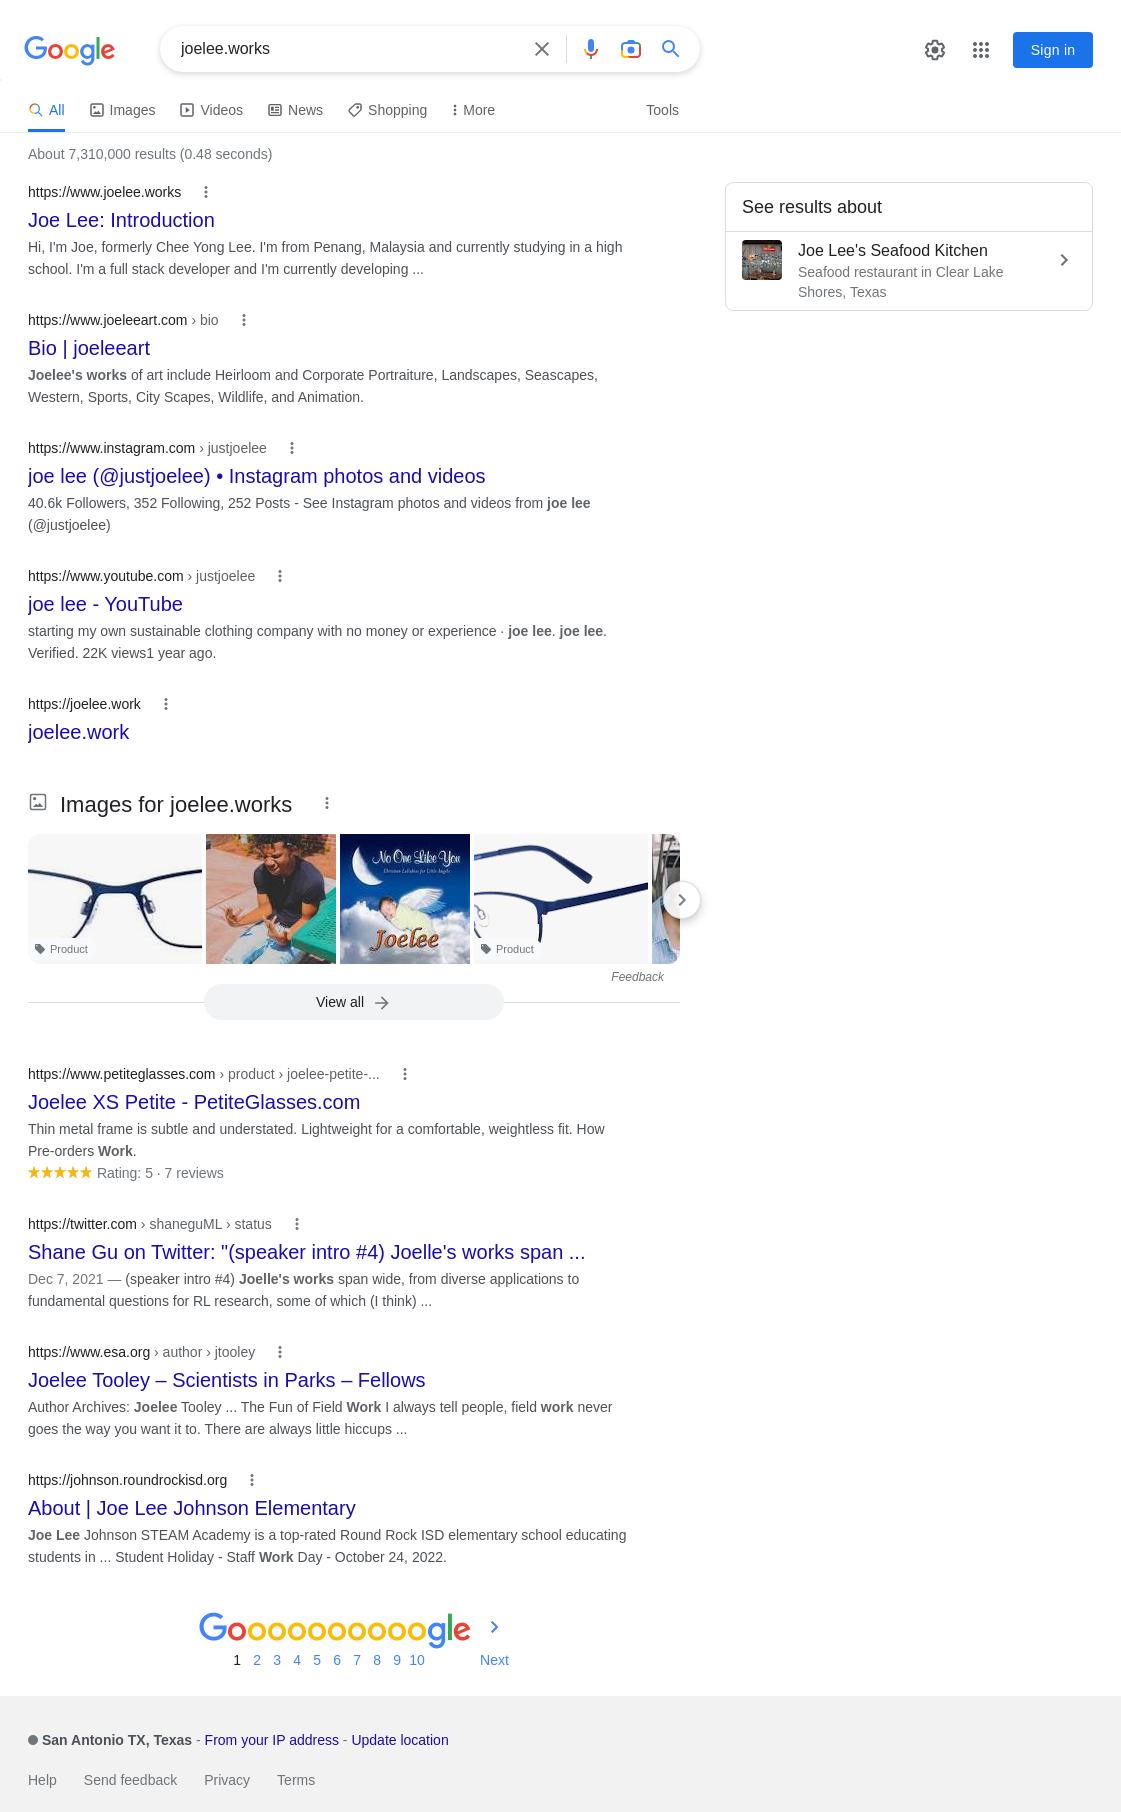 Google
joelee.works
Sign in
All
Images
Videos
News
Shopping
More
Tools
About 7,310,000 results (0.48 seconds)
https://www.joelee.works
Joe Lee: Introduction
Hi, I'm Joe, formerly Chee Yong Lee. I'm from Penang, Malaysia and currently studying in a high
school. I'm a full stack developer and I'm currently developing ...
See results about
Joe Lee's Seafood Kitchen
Seafood restaurant in Clear Lake
Shores, Texas
https://www.joeleeart.com › bio
Bio | joeleeart
Joelee's works of art include Heirloom and Corporate Portraiture, Landscapes, Seascapes,
Western, Sports, City Scapes, Wildlife, and Animation.
https://www.instagram.com › justjoelee
joe lee (@justjoelee) • Instagram photos and videos
40.6k Followers, 352 Following, 252 Posts - See Instagram photos and videos from joe lee
(@justjoelee)
https://www.youtube.com › justjoelee
joe lee - YouTube
starting my own sustainable clothing company with no money or experience · joe lee. joe lee.
Verified. 22K views1 year ago.
https://joelee.work
joelee.work
Images for joelee.works
Product
No One Like You
Christian Lullabies for Little Angels
Joelee
Product
Feedback
View all
https://www.petiteglasses.com › product › joelee-petite-...
Joelee XS Petite - PetiteGlasses.com
Thin metal frame is subtle and understated. Lightweight for a comfortable, weightless fit. How
Pre-orders Work.
Rating: 5 · 7 reviews
https://twitter.com › shaneguML › status
Shane Gu on Twitter: "(speaker intro #4) Joelle's works span ...
Dec 7, 2021 — (speaker intro #4) Joelle's works span wide, from diverse applications to
fundamental questions for RL research, some of which (I think) ...
https://www.esa.org › author › jtooley
Joelee Tooley – Scientists in Parks – Fellows
Author Archives: Joelee Tooley ... The Fun of Field Work I always tell people, field work never
goes the way you want it to. There are always little hiccups ...
https://johnson.roundrockisd.org
About | Joe Lee Johnson Elementary
Joe Lee Johnson STEAM Academy is a top-rated Round Rock ISD elementary school educating
students in ... Student Holiday - Staff Work Day - October 24, 2022.
Goooooooooogle
1 2 3 4 5 6 7 8 9 10 Next
San Antonio TX, Texas - From your IP address - Update location
Help Send feedback Privacy Terms